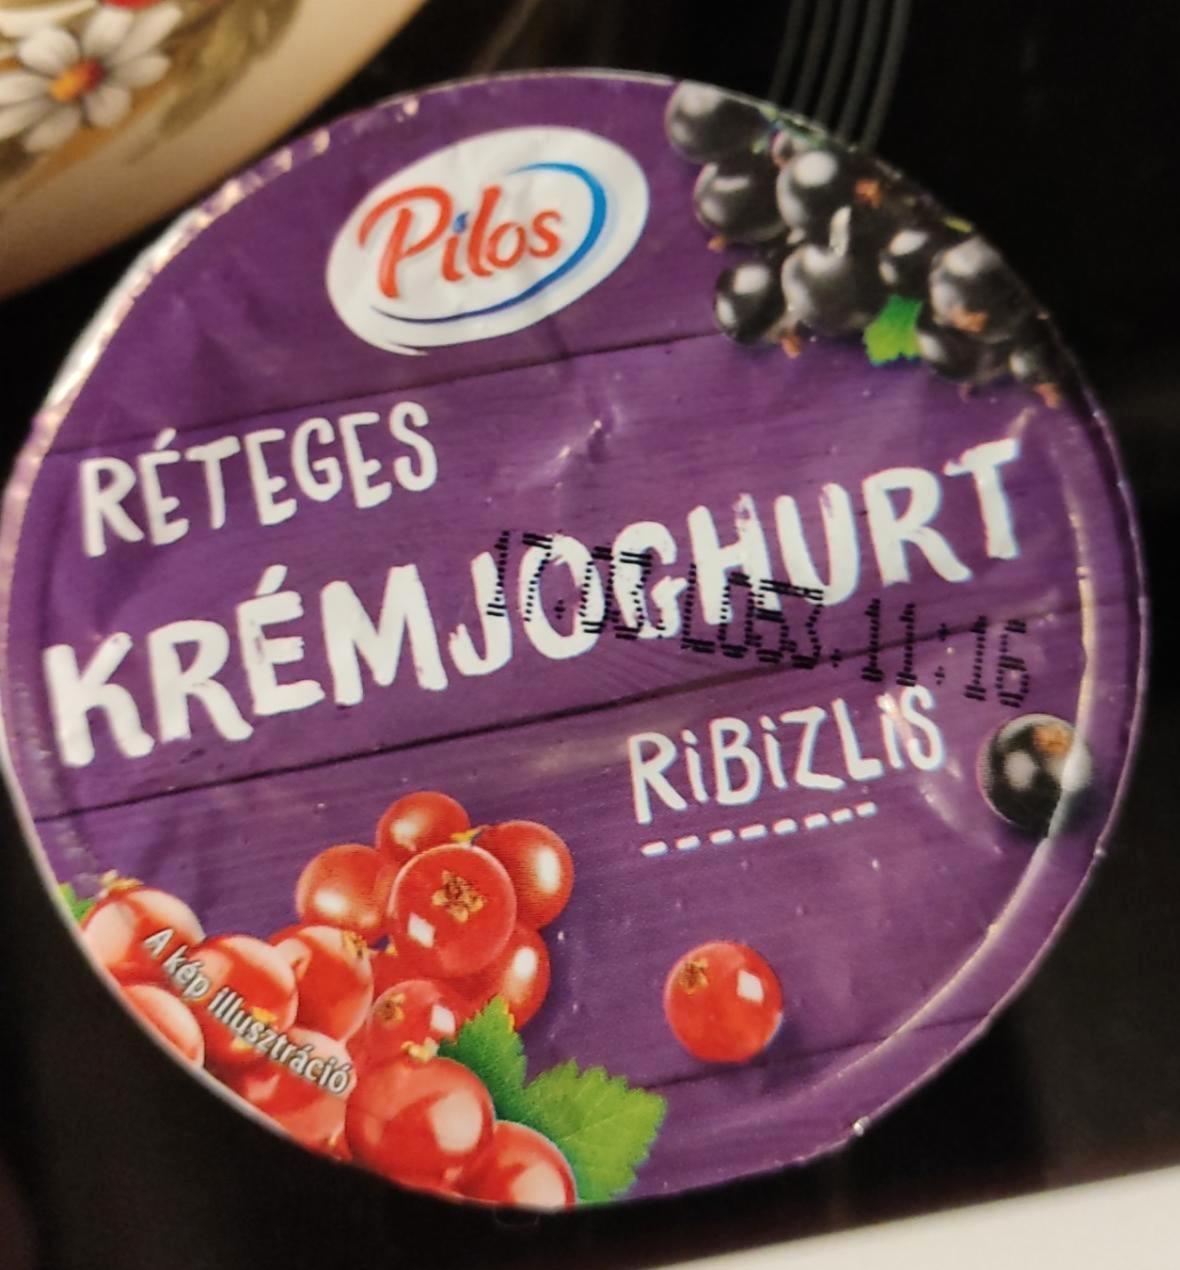 Pilos
RÉTEGES
KRÉMJOGHURT
RIBIZLIS
A kép illusztráció